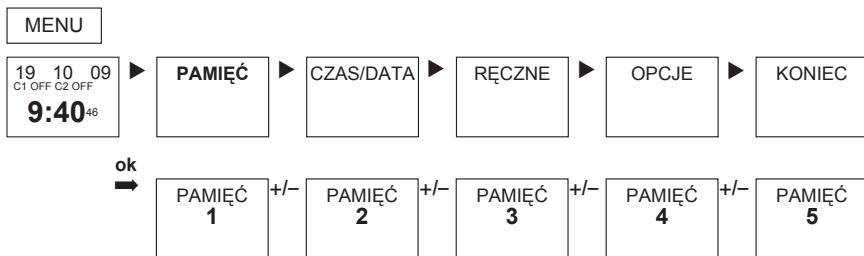 MENU
19 10 09
C1 OFF C2 OFF
9:40 46
PAMIĘĆ
CZAS/DATA
RĘCZNE
OPCJE
KONIEC
ok
PAMIĘĆ
1
+/–
PAMIĘĆ
2
+/–
PAMIĘĆ
3
+/–
PAMIĘĆ
4
+/–
PAMIĘĆ
5